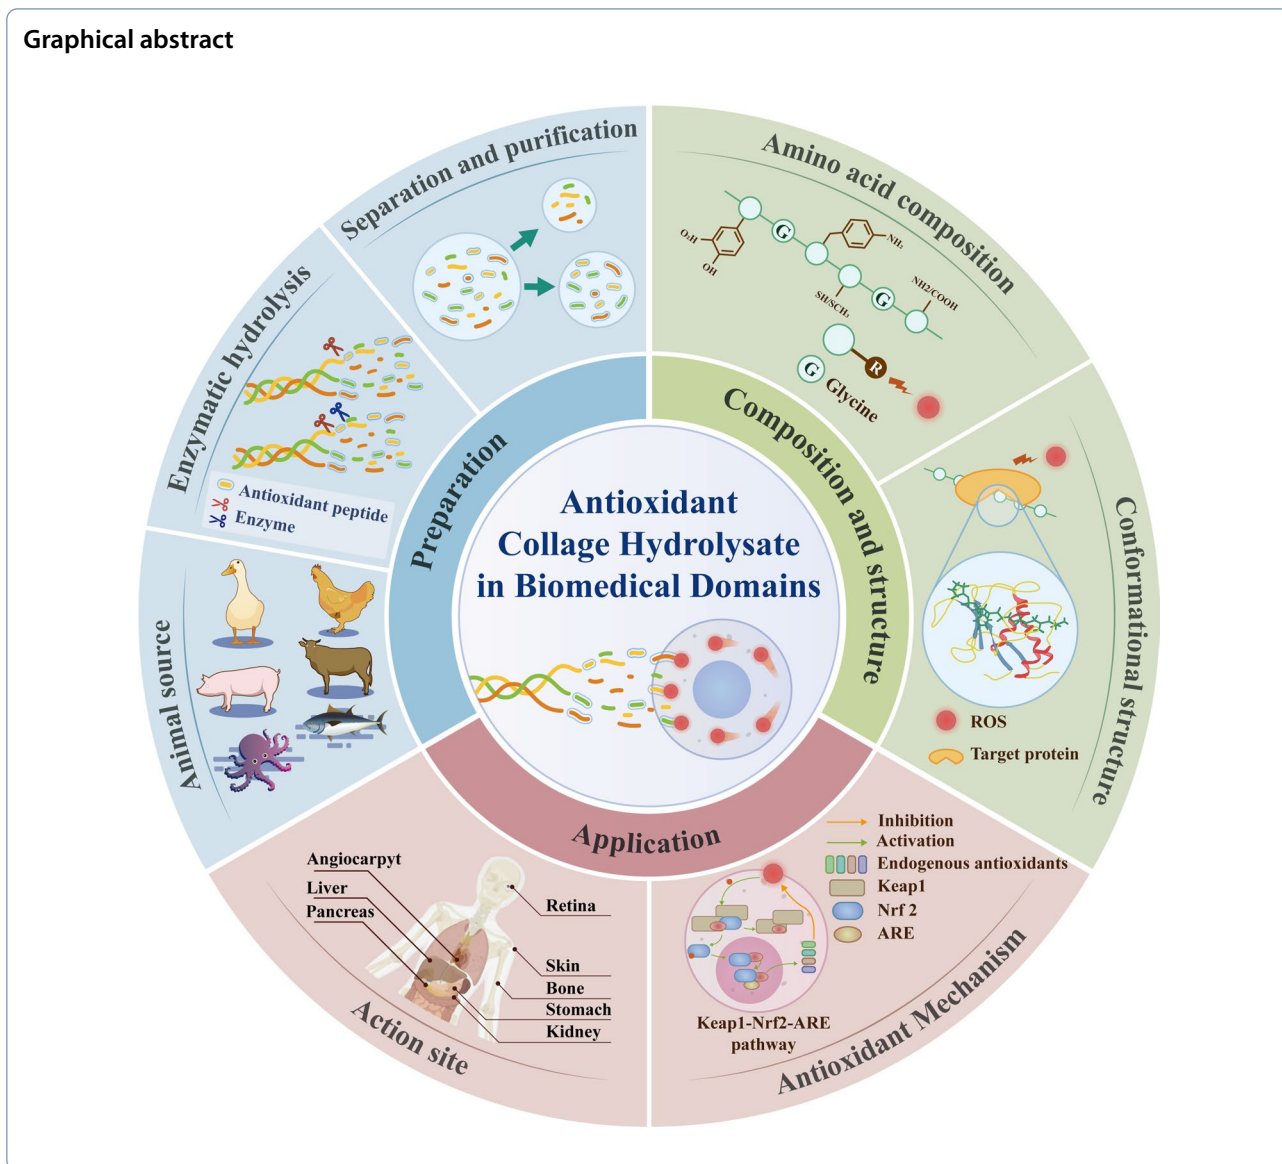 Graphical abstract
Separation and purification
Enzymatic hydrolysis
Antioxidant peptide
Enzyme
Animal source
Preparation
Amino acid composition
O₂H
OH
G
NH₂
SH/SCH₃
G
NH2/COOH
G
Glycine
R
Composition and structure
Conformational structure
ROS
Target protein
Antioxidant
Collage Hydrolysate
in Biomedical Domains
Application
Angiocarpyt
Liver
Pancreas
Retina
Skin
Bone
Stomach
Kidney
Action site
Inhibition
Activation
Endogenous antioxidants
Keap1
Nrf 2
ARE
Keap1-Nrf2-ARE
pathway
Antioxidant Mechanism